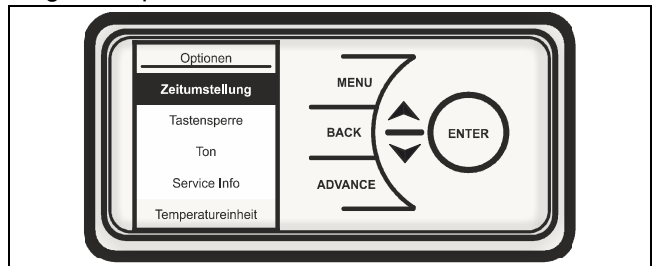 Optionen
Zeitumstellung
Tastensperre
Ton
Service Info
Temperatureinheit
MENU
BACK
ADVANCE
ENTER